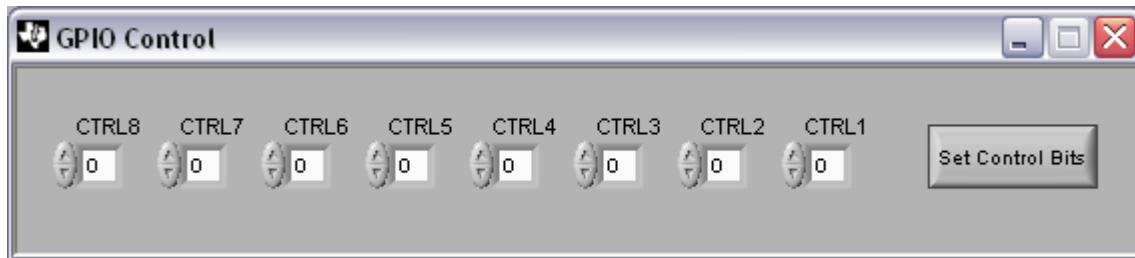 GPIO Control
CTRL8 CTRL7 CTRL6 CTRL5 CTRL4 CTRL3 CTRL2 CTRL1
0 0 0 0 0 0 0 0
Set Control Bits